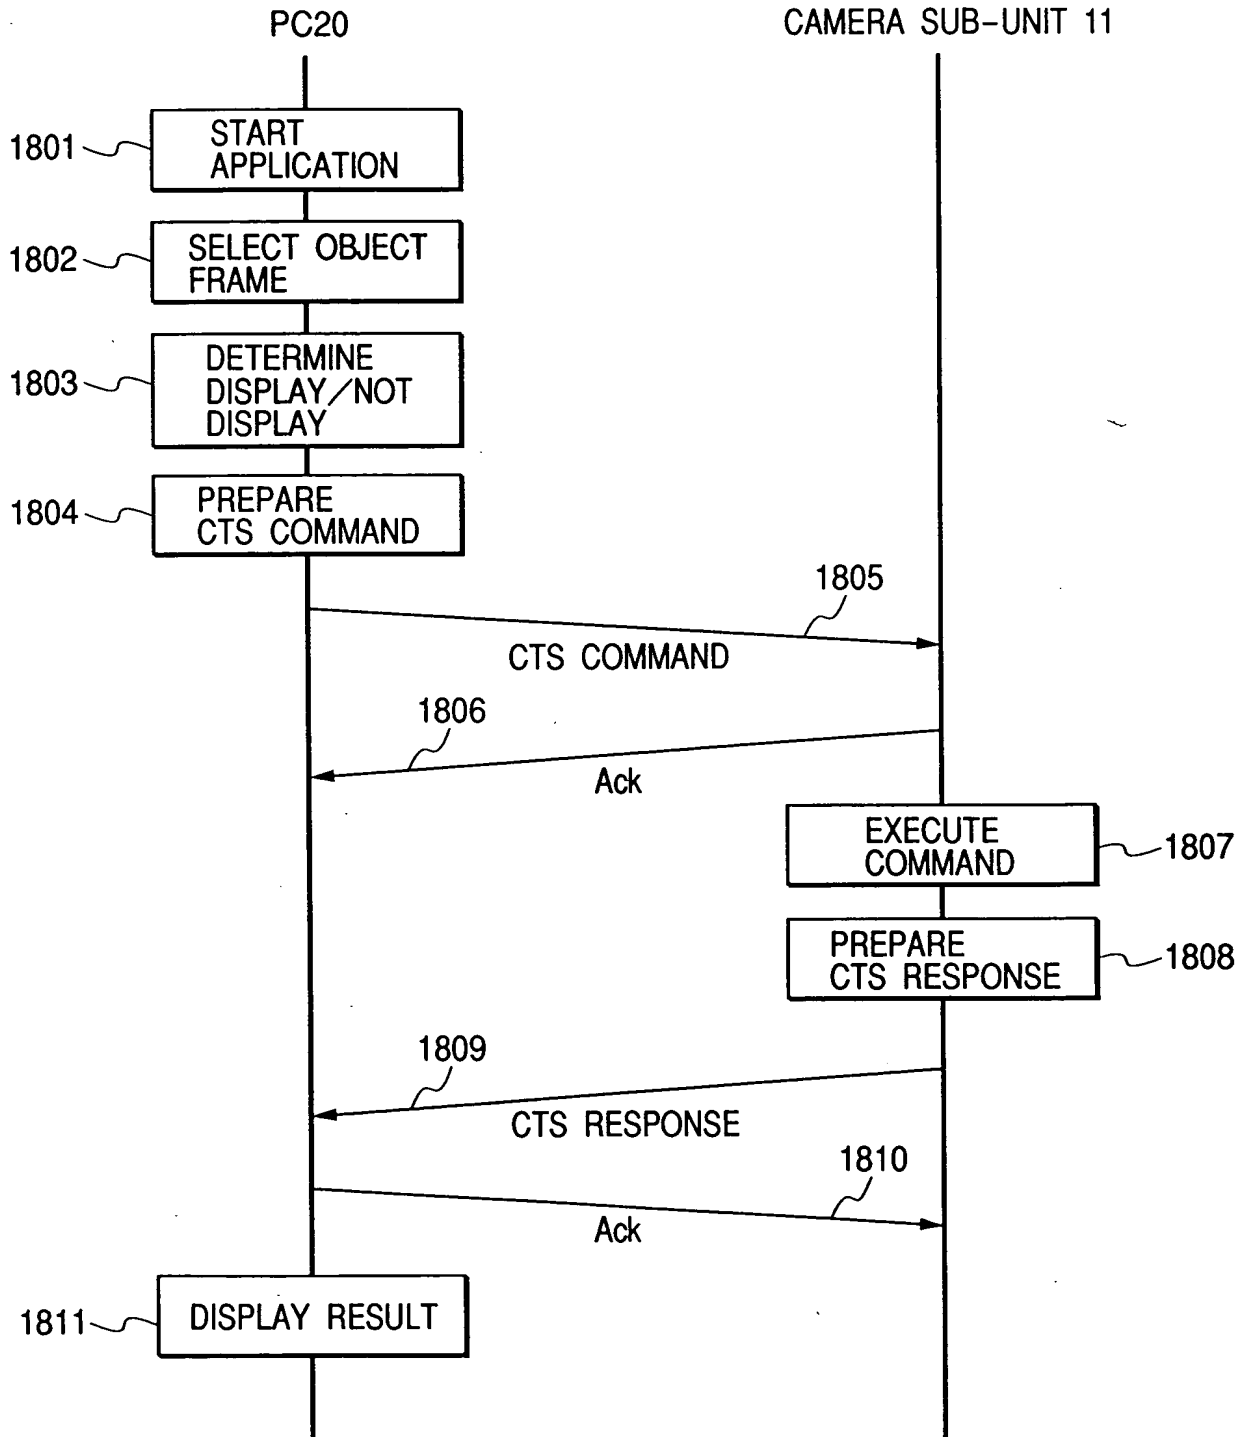 PC20
CAMERA SUB-UNIT 11
1801
START
APPLICATION
1802
SELECT OBJECT
FRAME
1803
DETERMINE
DISPLAY/NOT
DISPLAY
1804
PREPARE
CTS COMMAND
1805
CTS COMMAND
1806
Ack
EXECUTE
COMMAND
1807
PREPARE
CTS RESPONSE
1808
1809
CTS RESPONSE
1810
Ack
1811
DISPLAY RESULT